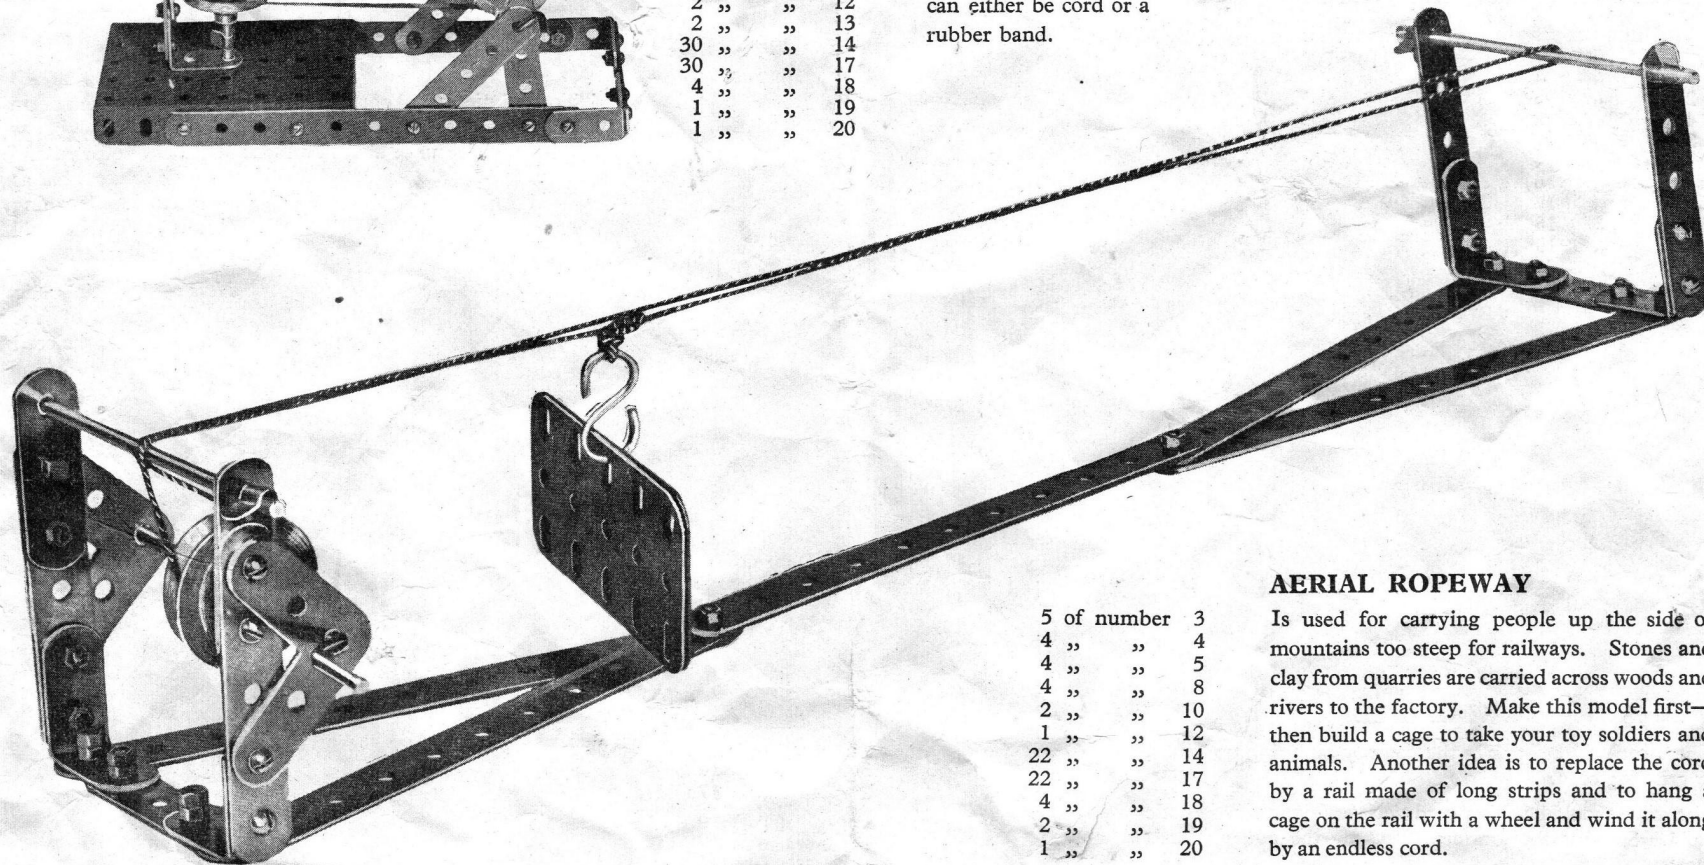 2 ,, ,, 12
2 ,, ,, 13
30 ,, ,, 14
30 ,, ,, 17
4 ,, ,, 18
1 ,, ,, 19
1 ,, ,, 20
can either be cord or a
rubber band.
5 of number 3
4 ,, ,, 4
4 ,, ,, 5
4 ,, ,, 8
2 ,, ,, 10
1 ,, ,, 12
22 ,, ,, 14
22 ,, ,, 17
4 ,, ,, 18
2 ,, ,, 19
1 ,, ,, 20
AERIAL ROPEWAY
Is used for carrying people up the side o
mountains too steep for railways. Stones and
clay from quarries are carried across woods and
rivers to the factory. Make this model first—
then build a cage to take your toy soldiers and
animals. Another idea is to replace the cord
by a rail made of long strips and to hang
cage on the rail with a wheel and wind it along
by an endless cord.